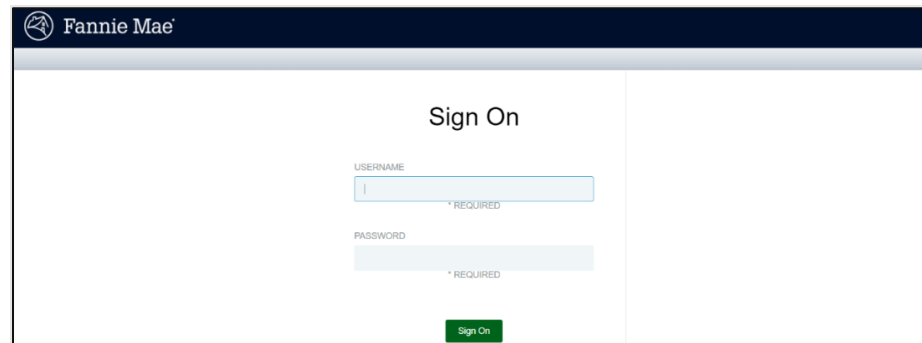 Fannie Mae
Sign On
USERNAME
* REQUIRED
PASSWORD
* REQUIRED
Sign On